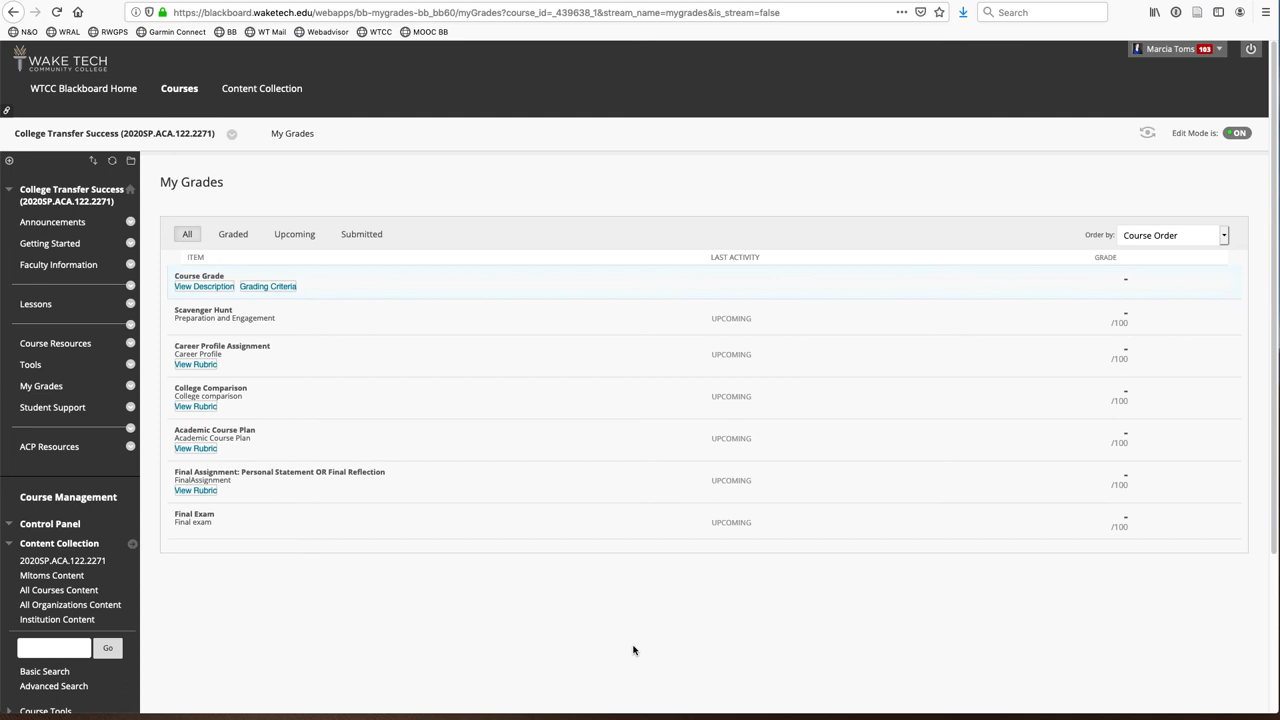 https://blackboard.waketech.edu/webapps/bb-mygrades-bb_bb60/myGrades?course_id=_439638_1&stream_name=mygrades&is_stream=false
Search
N&O WRAL RWGPS Garmin Connect BB WT Mail Webadvisor WTCC MOOC BB
WAKE TECH
COMMUNITY COLLEGE
Marcia Toms 103
WTCC Blackboard Home Courses Content Collection
College Transfer Success (2020SP.ACA.122.2271) My Grades Edit Mode is: ON
College Transfer Success
(2020SP.ACA.122.2271)
Announcements
Getting Started
Faculty Information
Lessons
Course Resources
Tools
My Grades
Student Support
ACP Resources
Course Management
Control Panel
Content Collection
2020SP.ACA.122.2271
Mltoms Content
All Courses Content
All Organizations Content
Institution Content
Go
Basic Search
Advanced Search
Course Tools
My Grades
All Graded Upcoming Submitted Order by: Course Order
ITEM LAST ACTIVITY GRADE
Course Grade -
View Description Grading Criteria
Scavenger Hunt -
Preparation and Engagement UPCOMING /100
Career Profile Assignment -
Career Profile UPCOMING /100
View Rubric
College Comparison -
College comparison UPCOMING /100
View Rubric
Academic Course Plan -
Academic Course Plan UPCOMING /100
View Rubric
Final Assignment: Personal Statement OR Final Reflection -
FinalAssignment UPCOMING /100
View Rubric
Final Exam -
Final exam UPCOMING /100